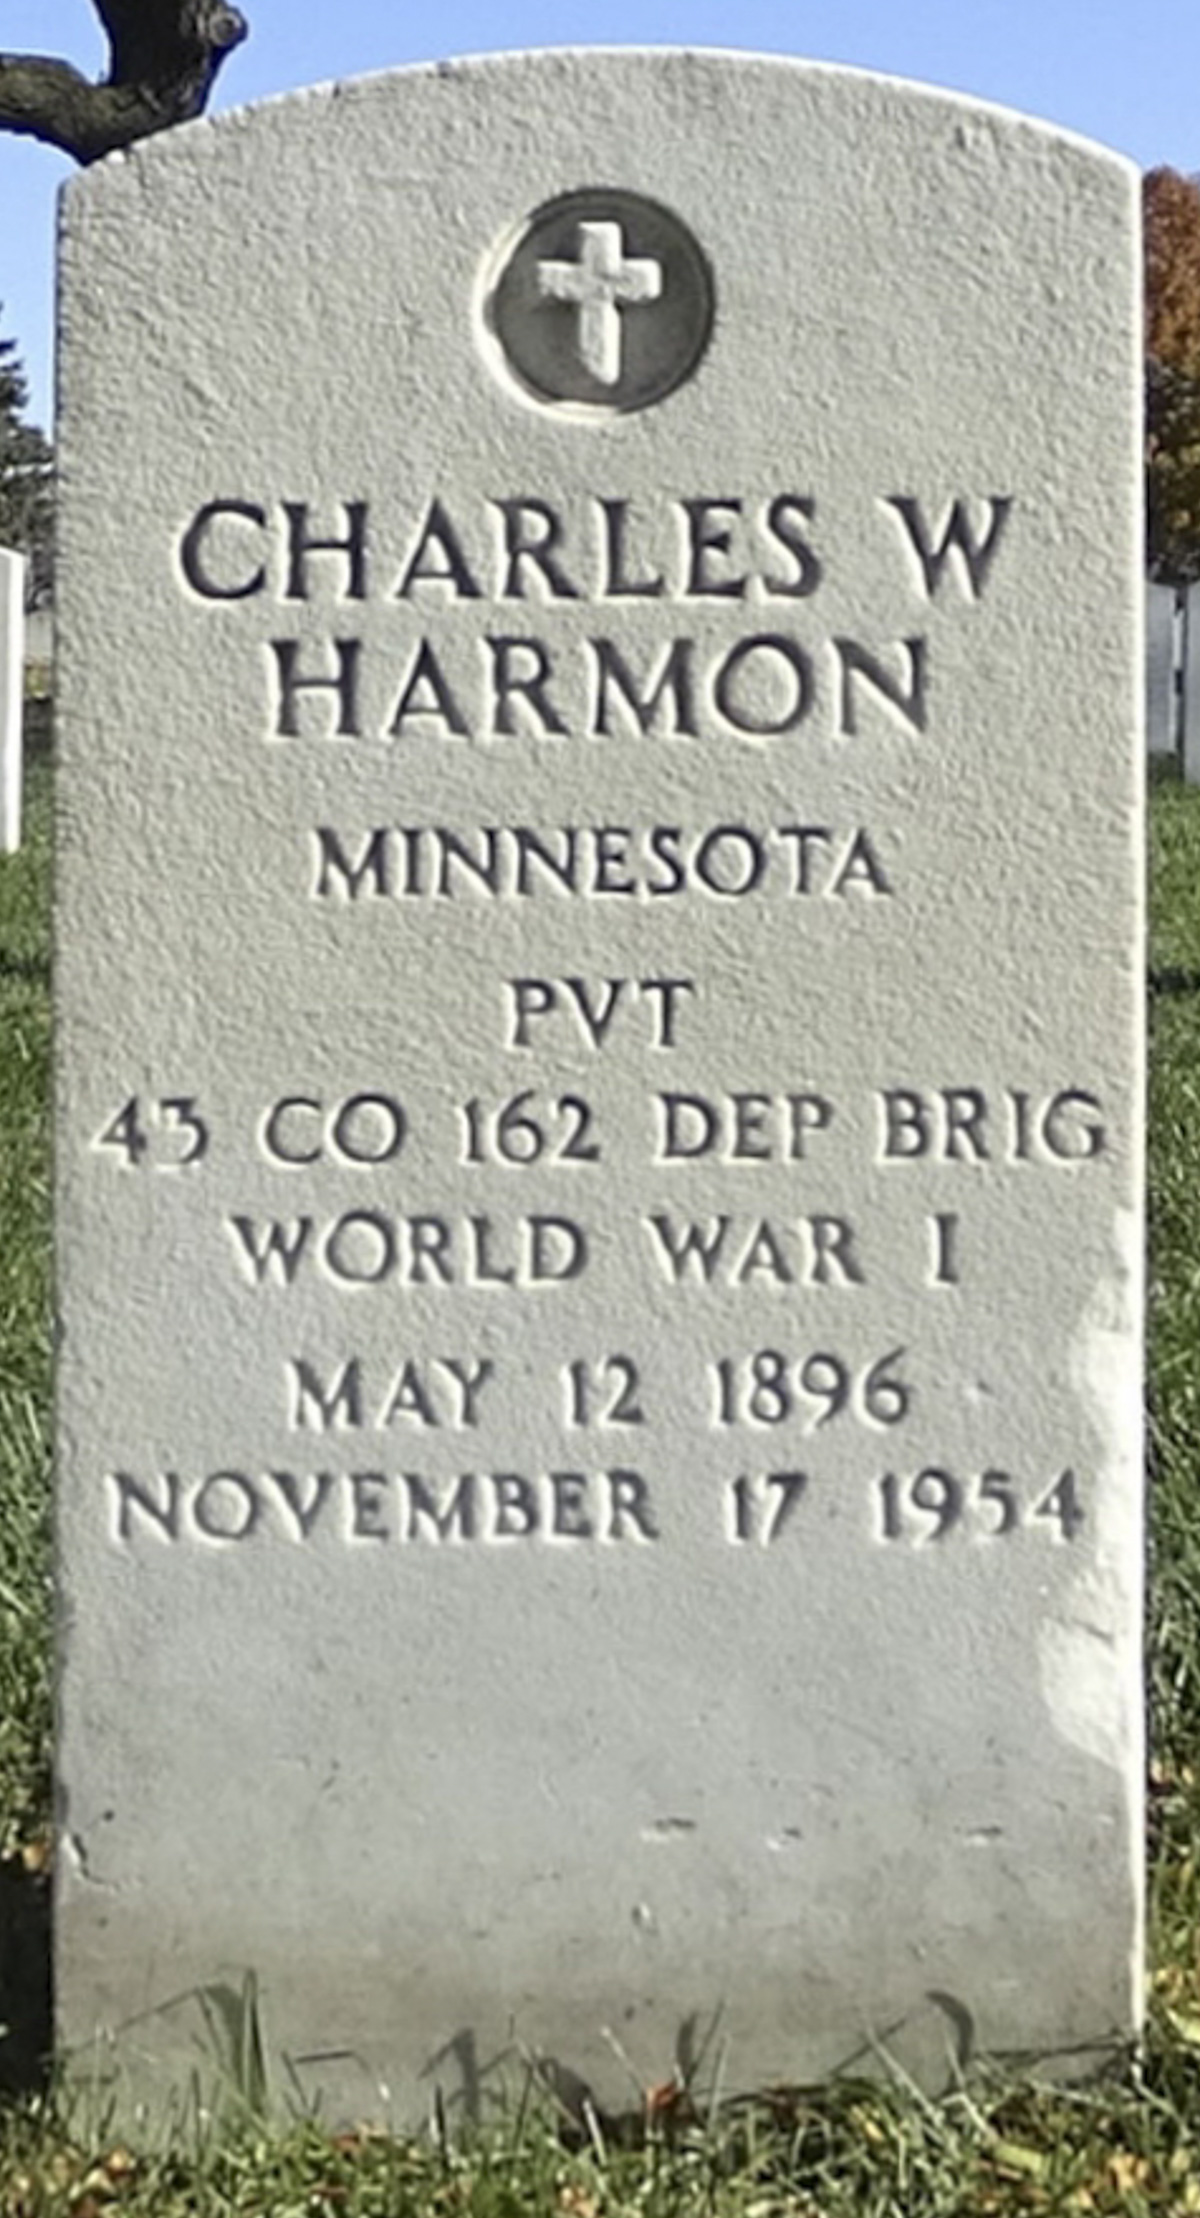 CHARLES W
HARMON
MINNESOTA
PVT
43 CO 162 DEP BRIG
WORLD WAR I
MAY 12 1896
NOVEMBER 17 1954